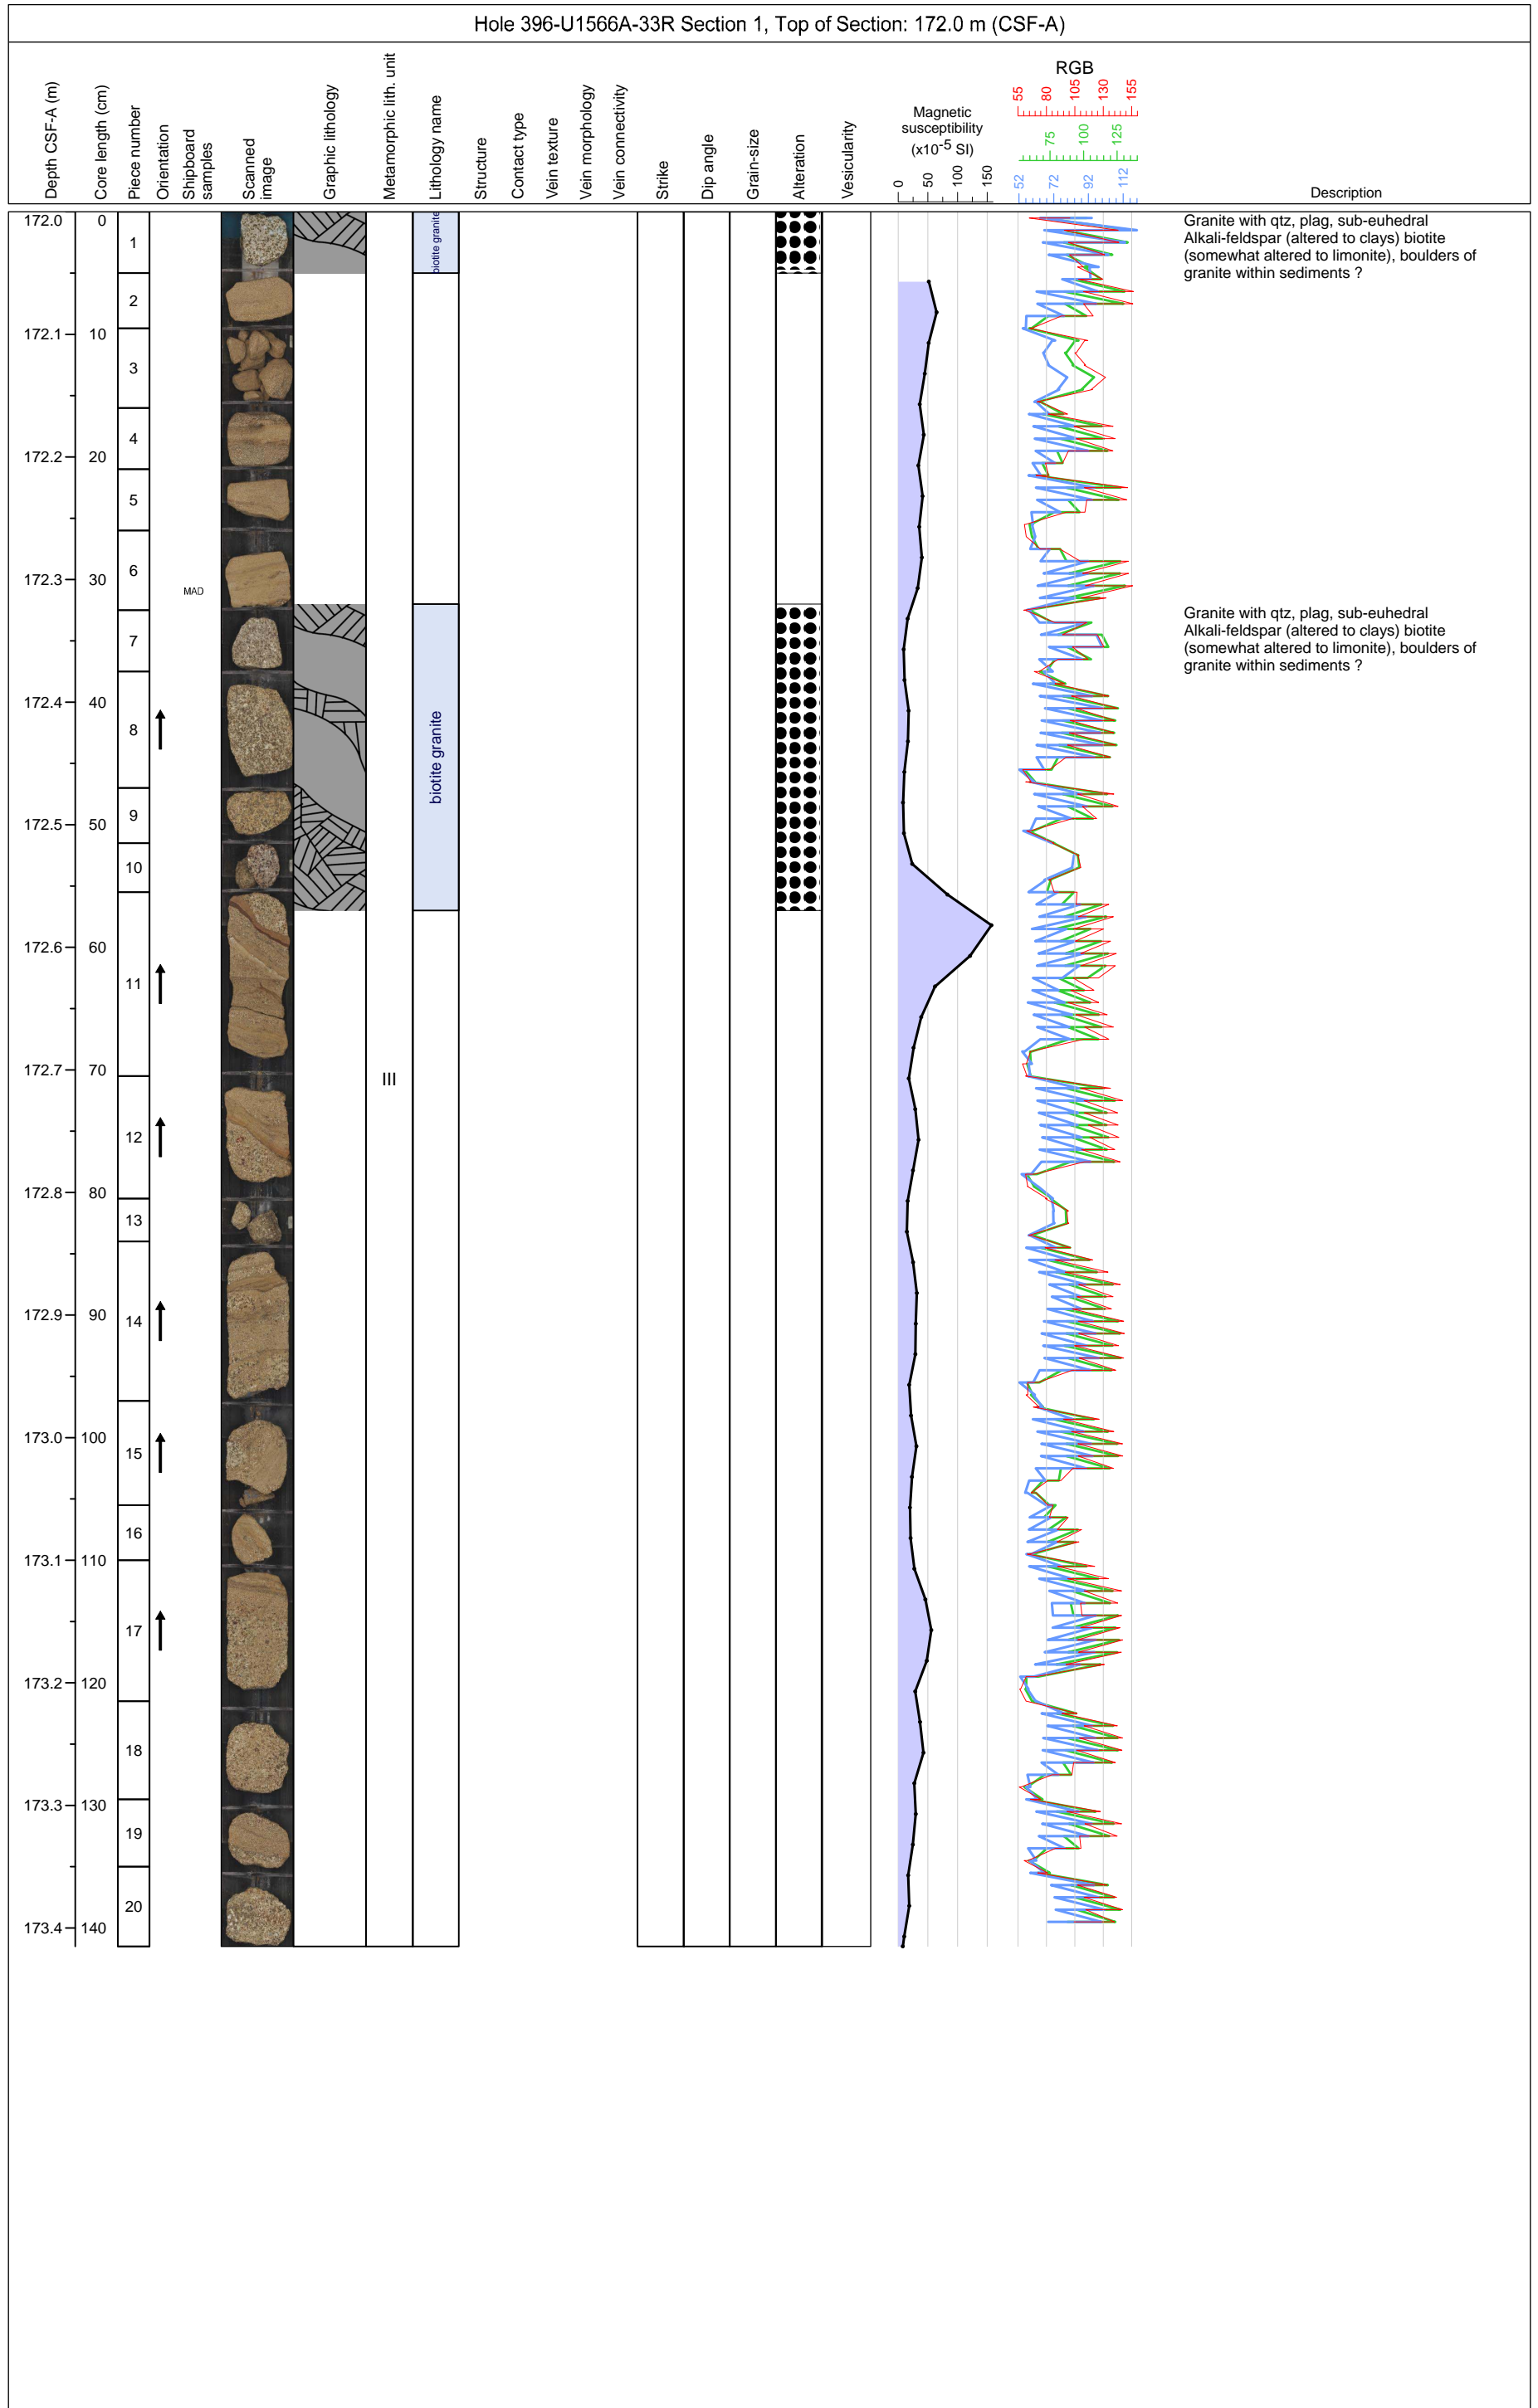 Hole 396-U1566A-33R Section 1, Top of Section: 172.0 m (CSF-A)
Depth CSF-A (m)
Core length (cm)
Piece number
Orientation
Shipboard
samples
Scanned
image
Graphic lithology
Metamorphic lith. unit
Lithology name
Structure
Contact type
Vein texture
Vein morphology
Vein connectivity
Strike
Dip angle
Grain-size
Alteration
Vesicularity
Magnetic
susceptibility
(x10-5 SI)
0
50
100
150
RGB
55
80
105
130
155
75
100
125
52
72
92
112
Description
172.0
172.1
172.2
172.3
172.4
172.5
172.6
172.7
172.8
172.9
173.0
173.1
173.2
173.3
173.4
0
10
20
30
40
50
60
70
80
90
100
110
120
130
140
1
2
3
4
5
6
7
8
9
10
11
12
13
14
15
16
17
18
19
20
MAD
III
biotite granite
biotite granite
Granite with qtz, plag, sub-euhedral
Alkali-feldspar (altered to clays) biotite
(somewhat altered to limonite), boulders of
granite within sediments ?
Granite with qtz, plag, sub-euhedral
Alkali-feldspar (altered to clays) biotite
(somewhat altered to limonite), boulders of
granite within sediments ?